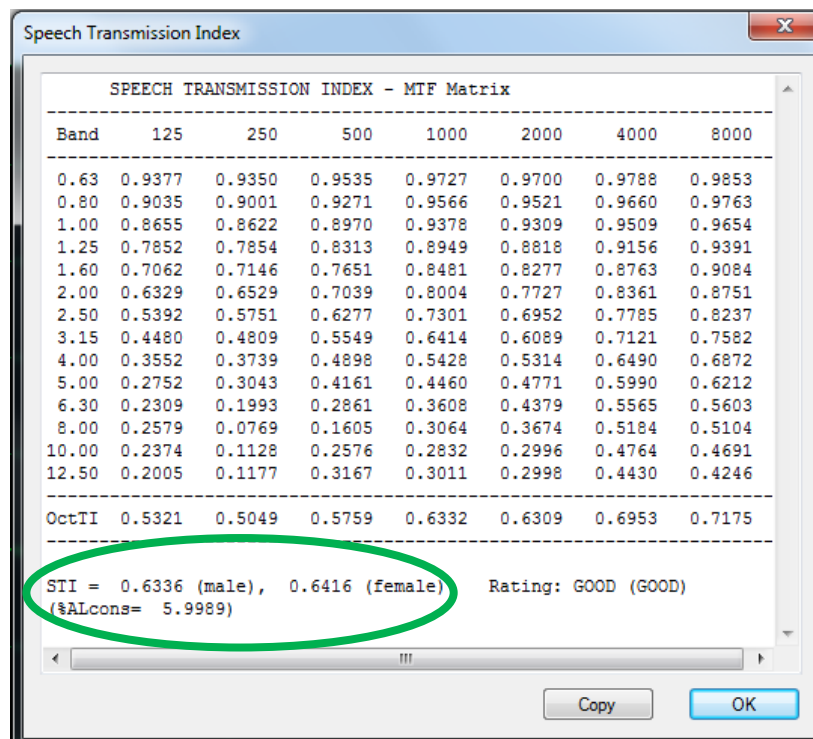 Speech Transmission Index
SPEECH TRANSMISSION INDEX - MTF Matrix
Band 125 250 500 1000 2000 4000 8000
0.63 0.9377 0.9350 0.9535 0.9727 0.9700 0.9788 0.9853
0.80 0.9035 0.9001 0.9271 0.9566 0.9521 0.9660 0.9763
1.00 0.8655 0.8622 0.8970 0.9378 0.9309 0.9509 0.9654
1.25 0.7852 0.7854 0.8313 0.8949 0.8818 0.9156 0.9391
1.60 0.7062 0.7146 0.7651 0.8481 0.8277 0.8763 0.9084
2.00 0.6329 0.6529 0.7039 0.8004 0.7727 0.8361 0.8751
2.50 0.5392 0.5751 0.6277 0.7301 0.6952 0.7785 0.8237
3.15 0.4480 0.4809 0.5549 0.6414 0.6089 0.7121 0.7582
4.00 0.3552 0.3739 0.4898 0.5428 0.5314 0.6490 0.6872
5.00 0.2752 0.3043 0.4161 0.4460 0.4771 0.5990 0.6212
6.30 0.2309 0.1993 0.2861 0.3608 0.4379 0.5565 0.5603
8.00 0.2579 0.0769 0.1605 0.3064 0.3674 0.5184 0.5104
10.00 0.2374 0.1128 0.2576 0.2832 0.2996 0.4764 0.4691
12.50 0.2005 0.1177 0.3167 0.3011 0.2998 0.4430 0.4246
OctTI 0.5321 0.5049 0.5759 0.6332 0.6309 0.6953 0.7175
STI = 0.6336 (male), 0.6416 (female) Rating: GOOD (GOOD)
(%ALcons= 5.9989)
Copy OK